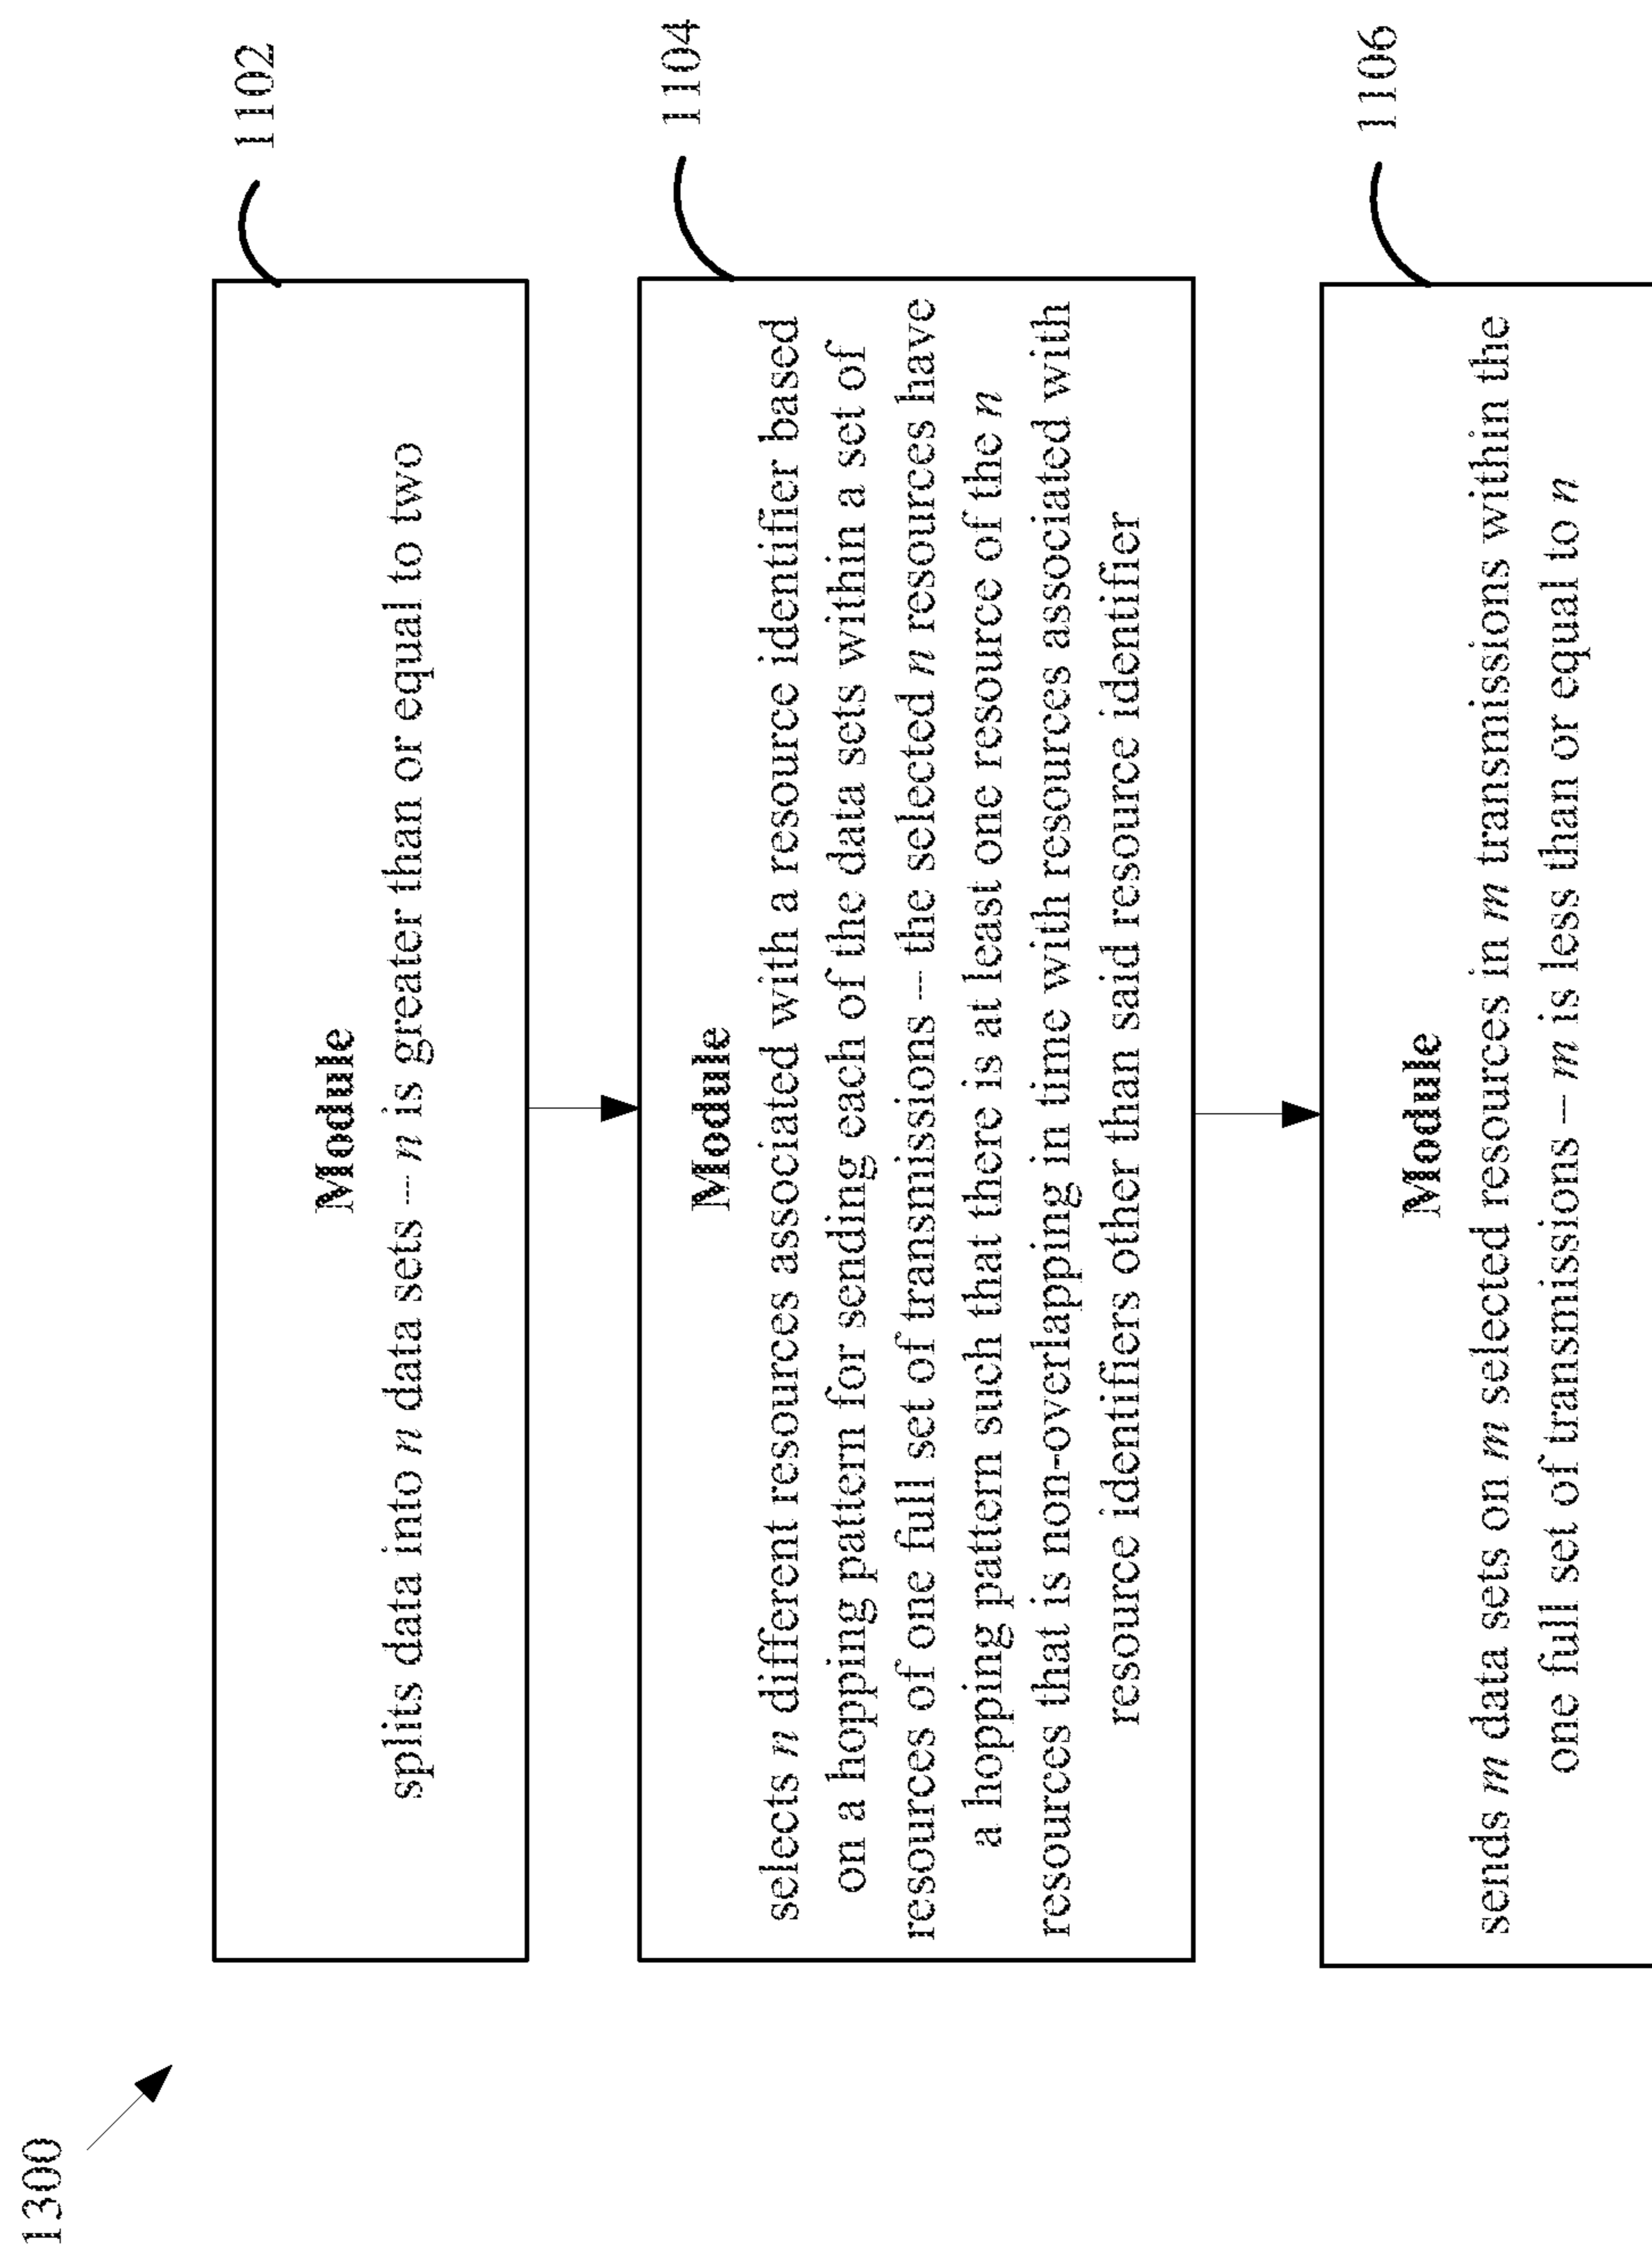 1300
1102
Module
splits data into n data sets -- n is greater than or equal to two
1104
Module
selects n different resources associated with a resource identifier based
on a hopping pattern for sending each of the data sets within a set of
resources of one full set of transmissions -- the selected n resources have
a hopping pattern such that there is at least one resource of the n
resources that is non-overlapping in time with resources associated with
resource identifiers other than said resource identifier
1106
Module
sends m data sets on m selected resources in m transmissions within the
one full set of transmissions -- m is less than or equal to n